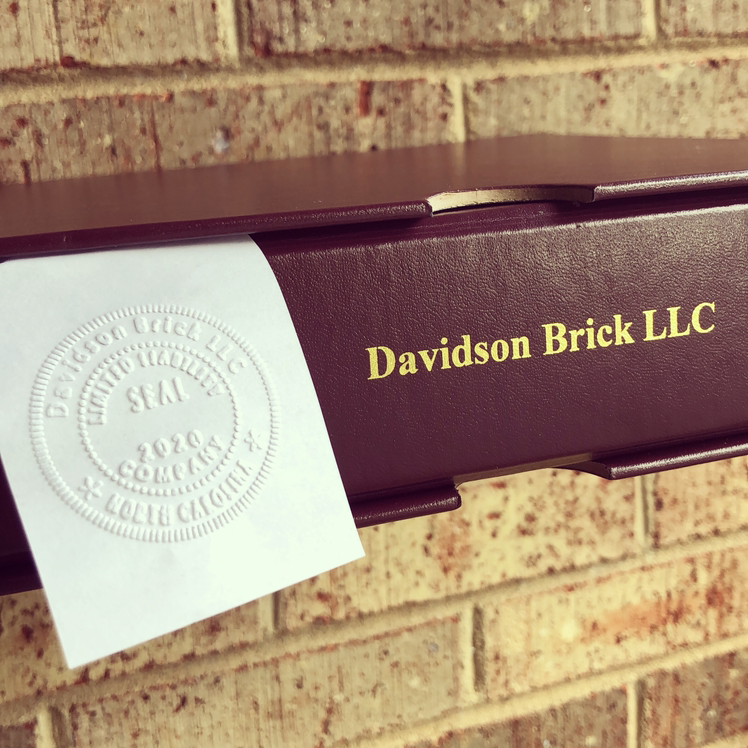 Davidson Brick LLC
LIMITED LIABILITY
SEAL
2020
COMPANY
NORTH CAROLINA
Davidson Brick LLC